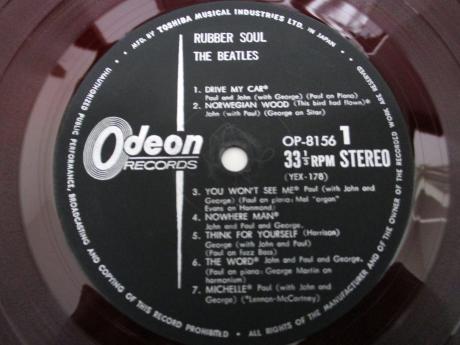 MFD. BY TOSHIBA MUSICAL INDUSTRIES LTD. IN JAPAN.
RUBBER SOUL
THE BEATLES
1. DRIVE MY CAR®
Paul and John (with George) (Paul on Piano)
2. NORWEGIAN WOOD (This bird had flown)®
John (with Paul) (George on Sitar)
Odeon
RECORDS
OP-8156 1
33 1/3 RPM STEREO
(YEX-178)
3. YOU WON'T SEE ME® Paul (with John and
George) (Paul on piano: Mal "organ"
Evans on Hammond)
4. NOWHERE MAN®
John and Paul and George.
5. THINK FOR YOURSELF (Harrison)
George (with John and Paul)
(Paul on fuzz Bass)
6. THE WORD® John and Paul and George.
(Paul on piano: George Martin on
harmonium)
7. MICHELLE® Paul (with John and
George) (®Lennon-McCartney)
UNAUTHORIZED PUBLIC PERFORMANCE, BROADCASTING AND COPYING OF THIS RECORD PROHIBITED • ALL RIGHTS OF THE MANUFACTURER AND OF THE OWNER OF THE RECORDED WORK ARE RESERVED